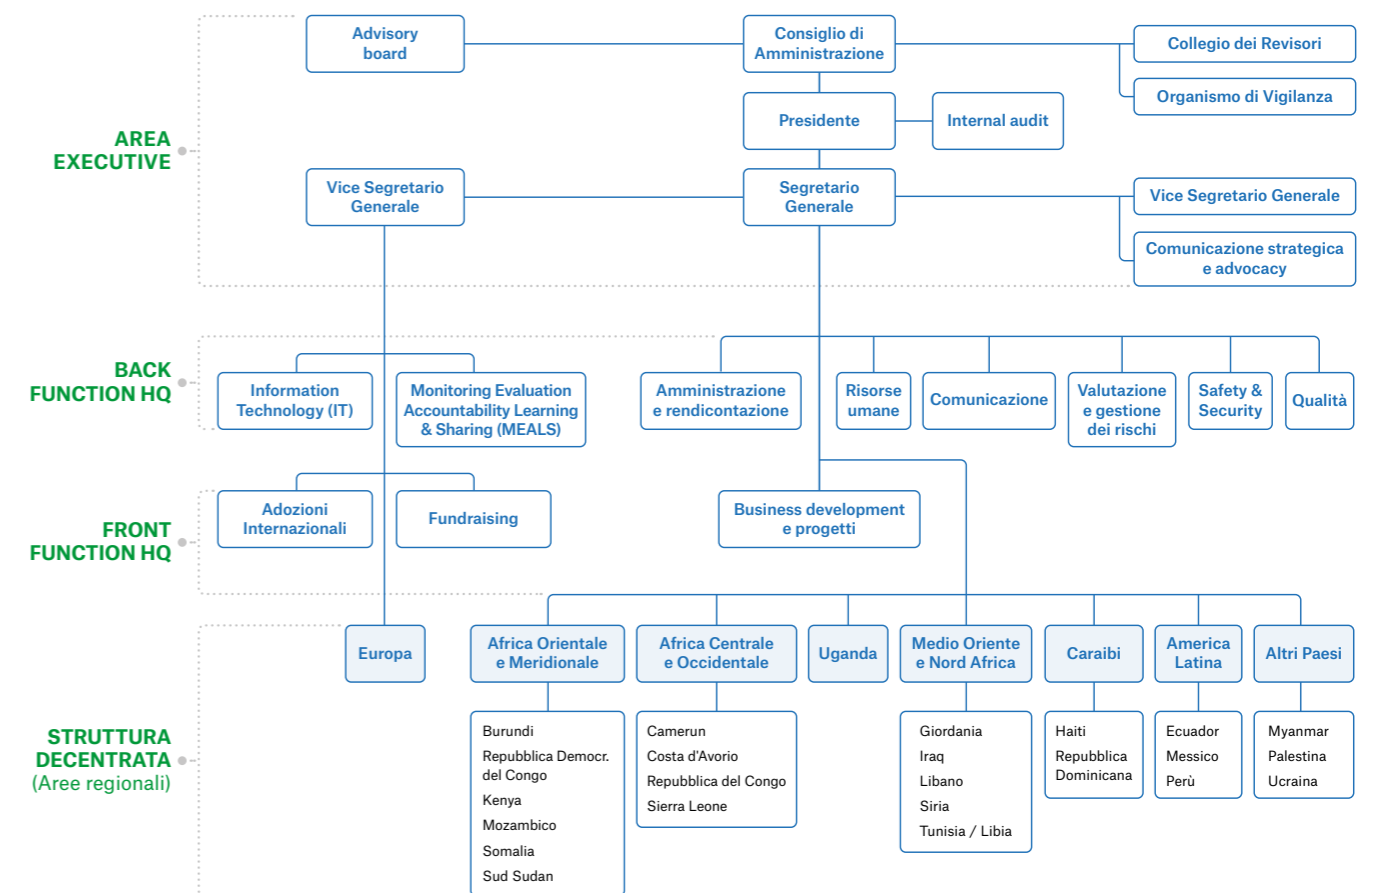 Advisory
board
Consiglio di
Amministrazione
Collegio dei Revisori
Organismo di Vigilanza
Presidente
Internal audit
AREA
EXECUTIVE
Vice Segretario
Generale
Segretario
Generale
Vice Segretario Generale
Comunicazione strategica
e advocacy
BACK
FUNCTION HQ
Information
Technology (IT)
Monitoring Evaluation
Accountability Learning
& Sharing (MEALS)
Amministrazione
e rendicontazione
Risorse
umane
Comunicazione
Valutazione
e gestione
dei rischi
Safety &
Security
Qualità
FRONT
FUNCTION HQ
Adozioni
Internazionali
Fundraising
Business development
e progetti
Europa
Africa Orientale
e Meridionale
Africa Centrale
e Occidentale
Uganda
Medio Oriente
e Nord Africa
Caraibi
America
Latina
Altri Paesi
STRUTTURA
DECENTRATA
(Aree regionali)
Burundi
Repubblica Democr.
del Congo
Kenya
Mozambico
Somalia
Sud Sudan
Camerun
Costa d'Avorio
Repubblica del Congo
Sierra Leone
Giordania
Iraq
Libano
Siria
Tunisia / Libia
Haiti
Repubblica
Dominicana
Ecuador
Messico
Perù
Myanmar
Palestina
Ucraina